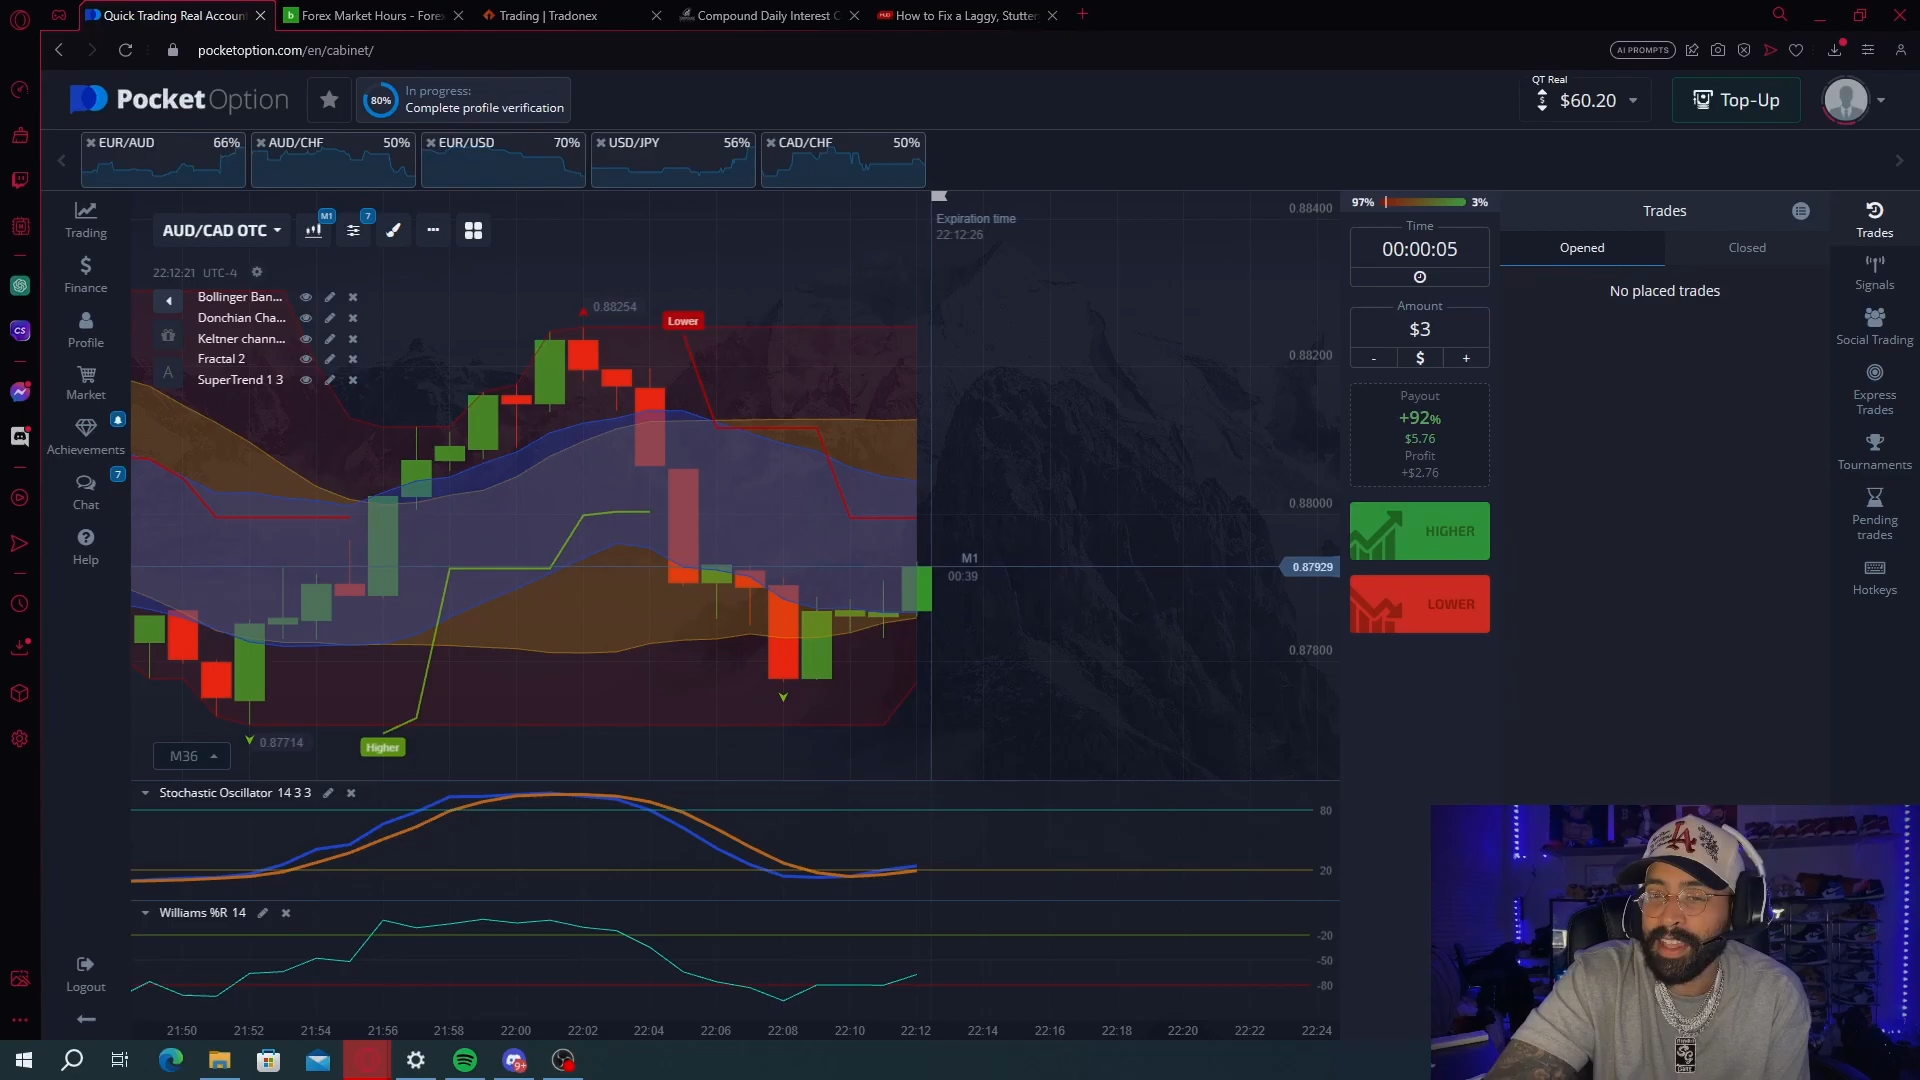 Quick Trading Real Accoun
Forex Market Hours - Fore
Trading | Tradonex
Compound Daily Interest C
How to Fix a Laggy, Stutter
pocketoption.com/en/cabinet/
AI PROMPTS
PocketOption
80%
In progress:
Complete profile verification
QT Real
$60.20
Top-Up
EUR/AUD 66%
AUD/CHF 50%
EUR/USD 70%
USD/JPY 56%
CAD/CHF 50%
Trading
Finance
Profile
Market
Achievements
Chat
7
Help
Logout
AUD/CAD OTC
M1
7
22:12:21 UTC-4
Bollinger Ban...
Donchian Cha...
Keltner chann...
Fractal 2
SuperTrend 1 3
A
0.88254
Lower
Higher
0.87714
M36
Expiration time
22:12:26
M1
00:39
0.88400
0.88200
0.88000
0.87929
0.87800
97% 3%
Time
00:00:05
Amount
$3
- $ +
Payout
+92%
$5.76
Profit
+$2.76
HIGHER
LOWER
Trades
Opened
Closed
No placed trades
Trades
Signals
Social Trading
Express
Trades
Tournaments
Pending
trades
Hotkeys
Stochastic Oscillator 14 3 3
80
20
Williams %R 14
-20
-50
-80
21:50 21:52 21:54 21:56 21:58 22:00 22:02 22:04 22:06 22:08 22:10 22:12 22:14 22:16 22:18 22:20 22:22 22:24
9+